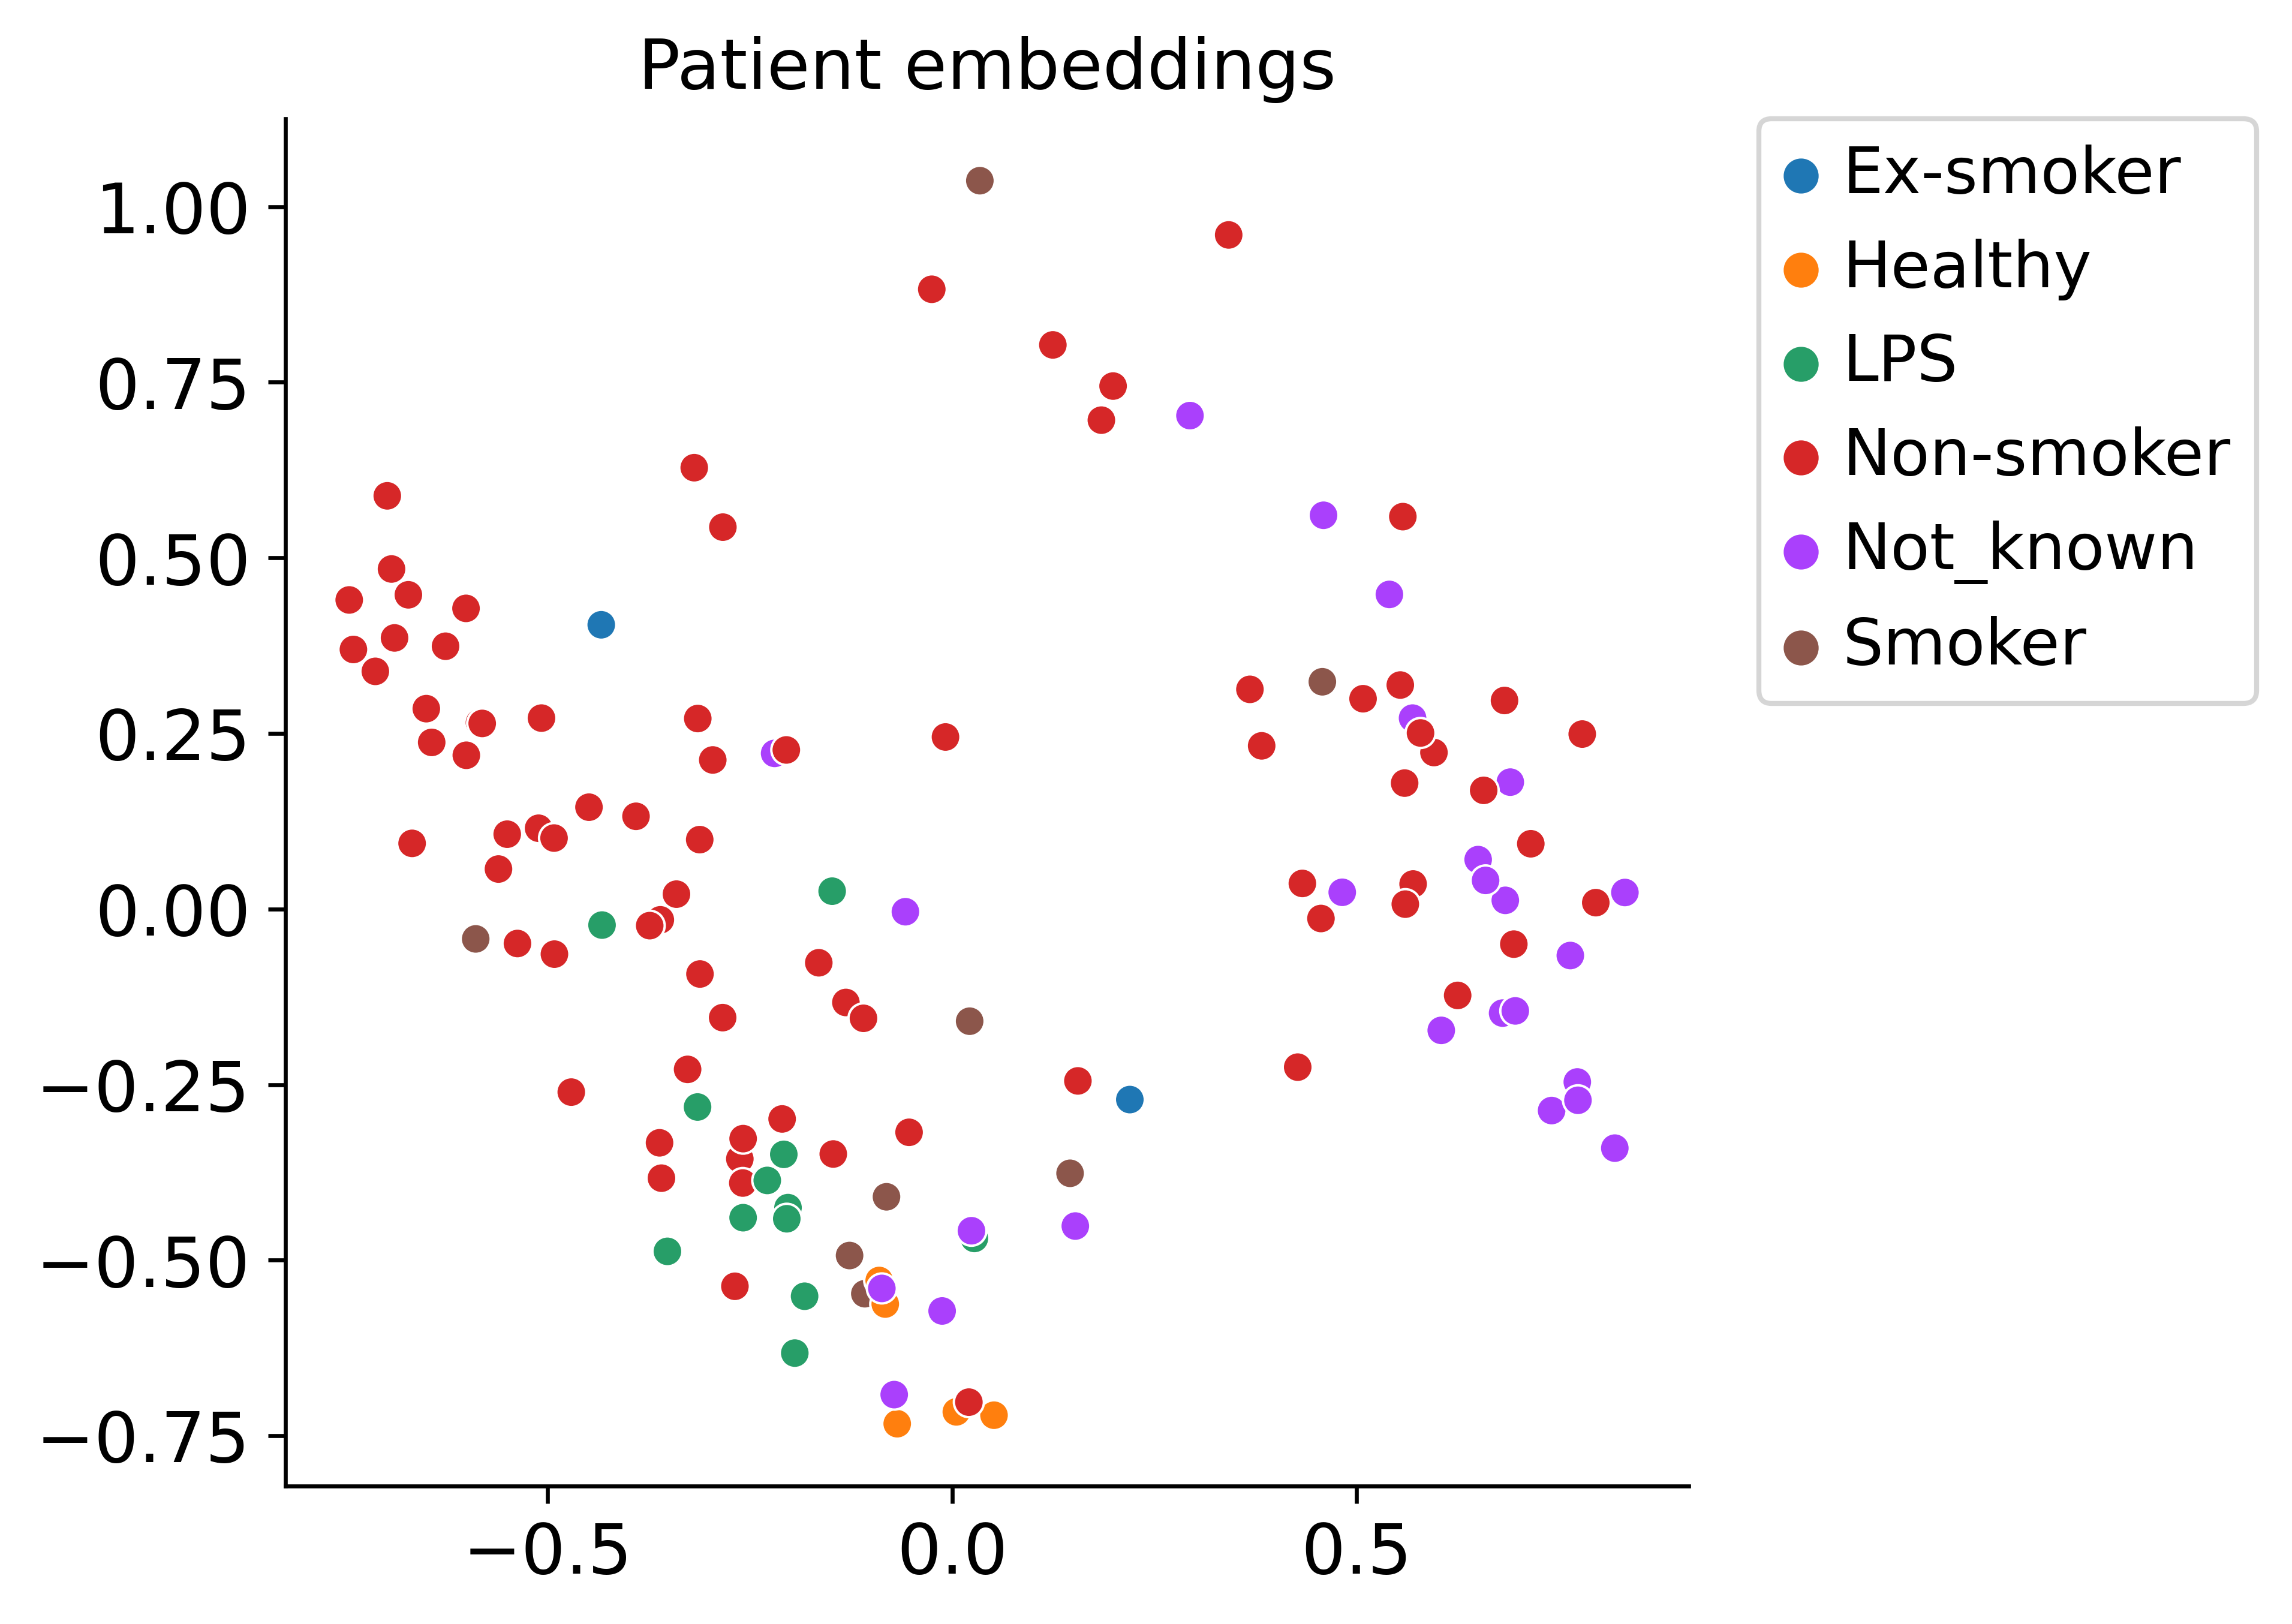 Patient embeddings
1.00
0.75
0.50
0.25
0.00
−0.25
−0.50
−0.75
−0.5 0.0 0.5
Ex-smoker
Healthy
LPS
Non-smoker
Not_known
Smoker